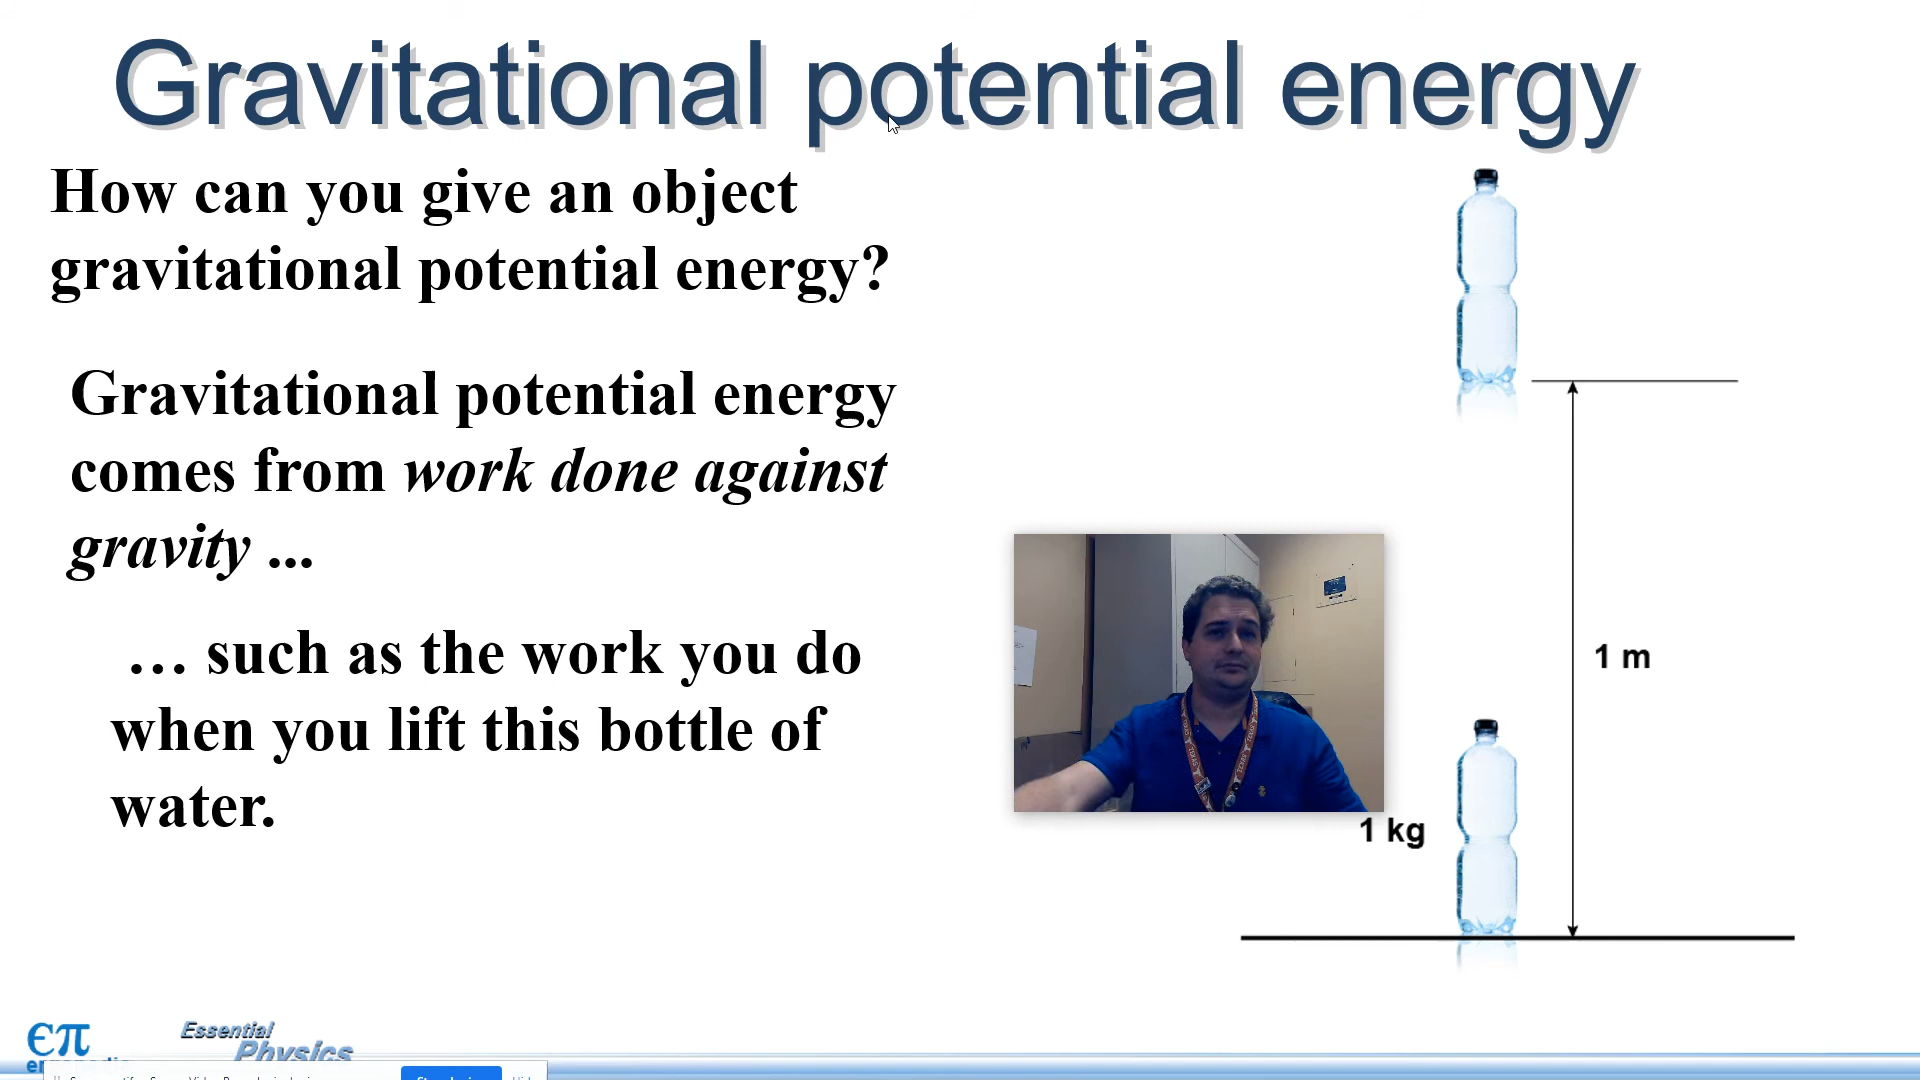 Gravitational potential energy
How can you give an object
gravitational potential energy?
Gravitational potential energy
comes from work done against
gravity ...
… such as the work you do
when you lift this bottle of
water.
1 m
1 kg
єπ
Essential
Physics